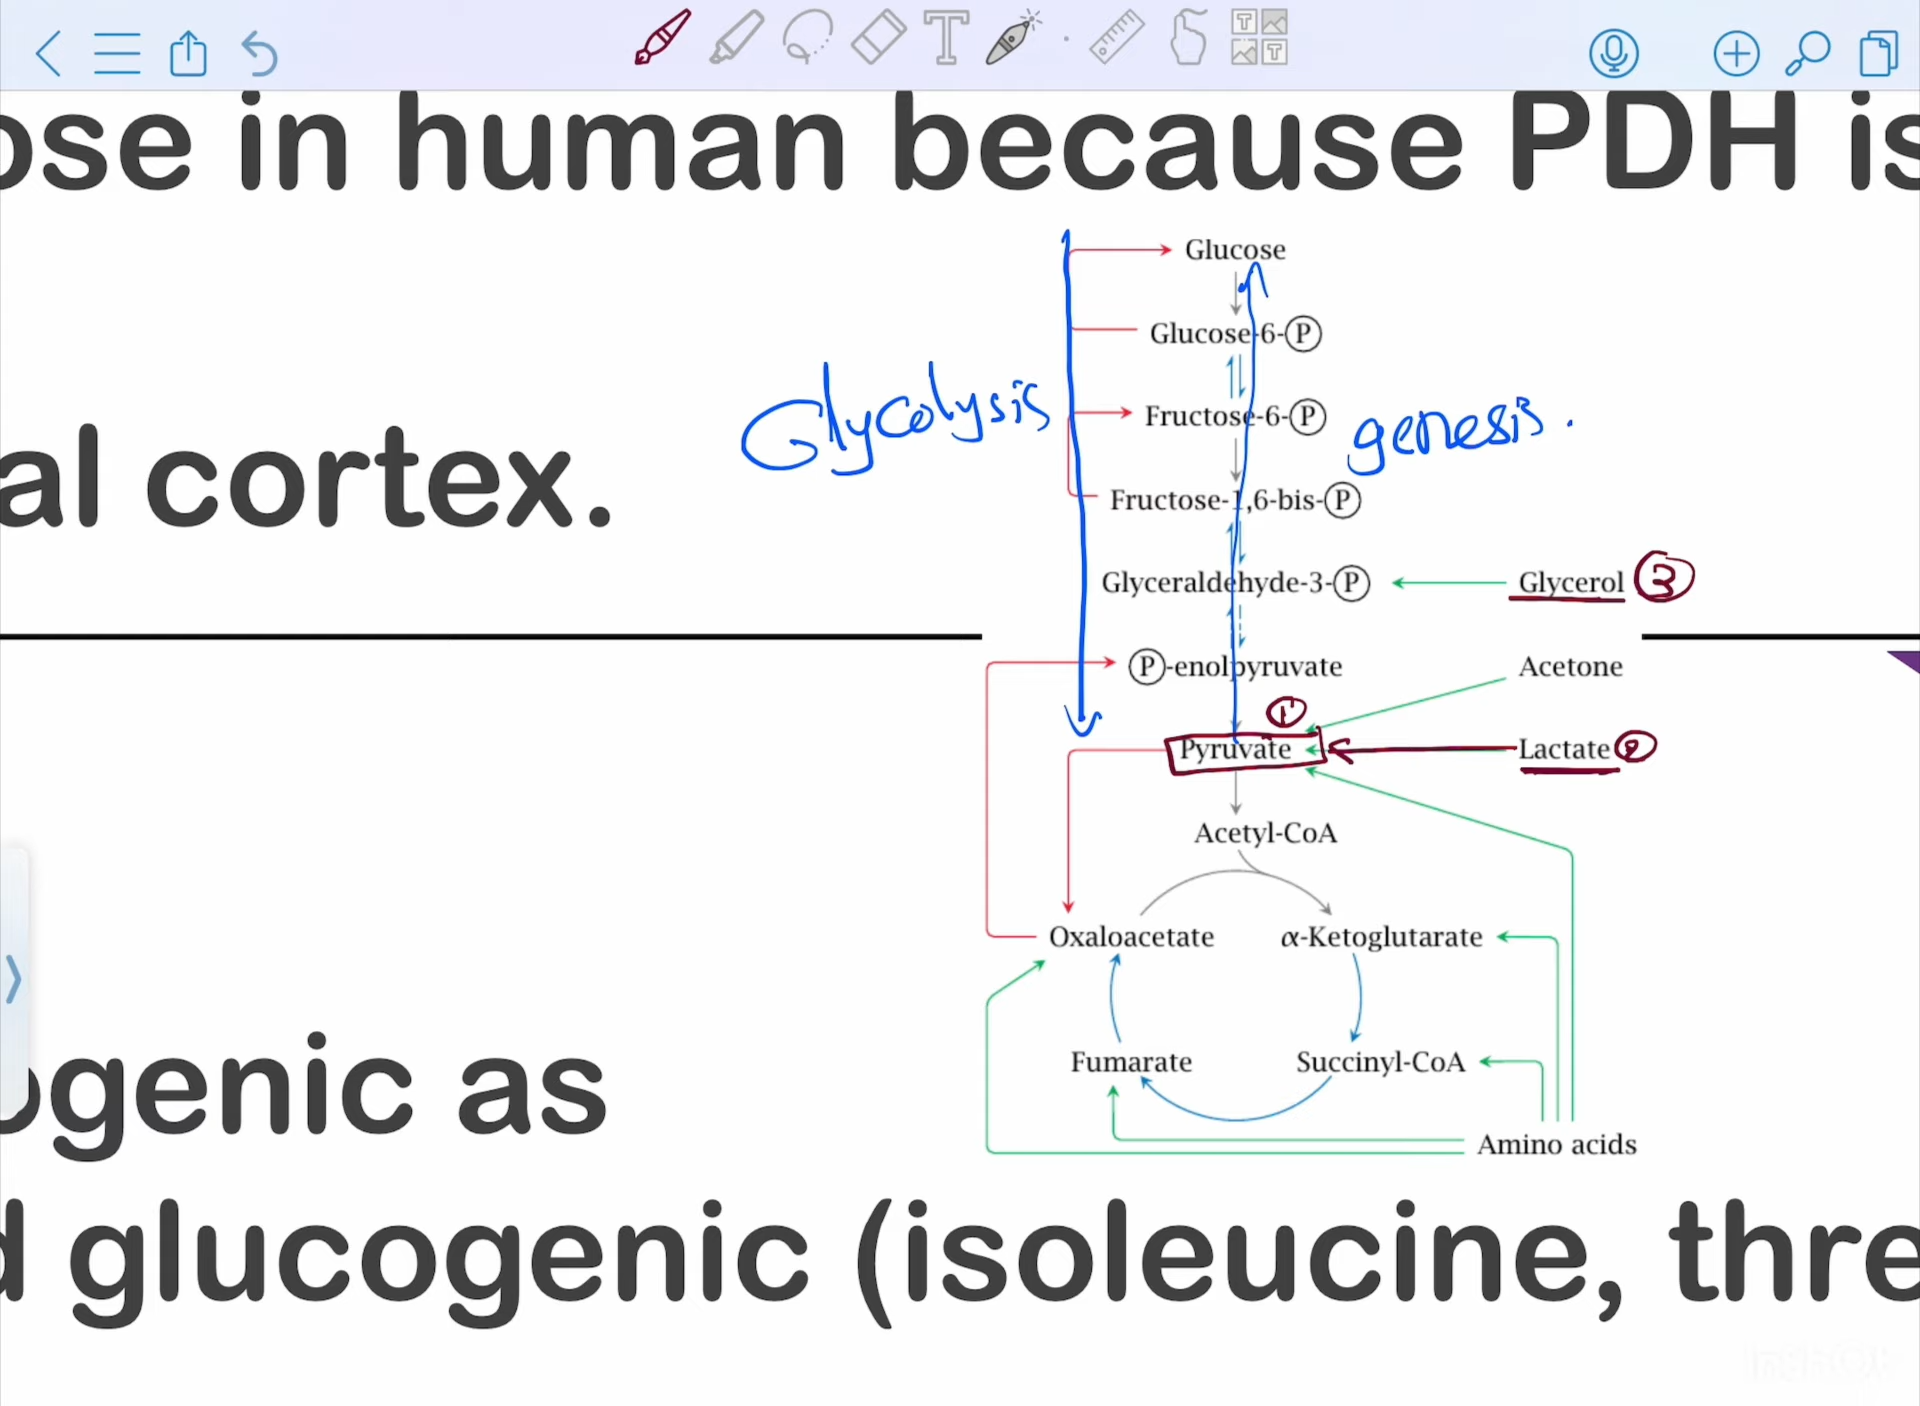 ose in human because PDH is
Glucose
Glucose-6-P
Glycolysis
Fructose-6-P
genesis.
al cortex.
Fructose-1,6-bis-P
Glyceraldehyde-3-P
Glycerol 3
P-enolpyruvate
Acetone
1
Pyruvate
Lactate 2
Acetyl-CoA
Oxaloacetate
α-Ketoglutarate
Fumarate
Succinyl-CoA
ogenic as
Amino acids
d glucogenic (isoleucine, thre